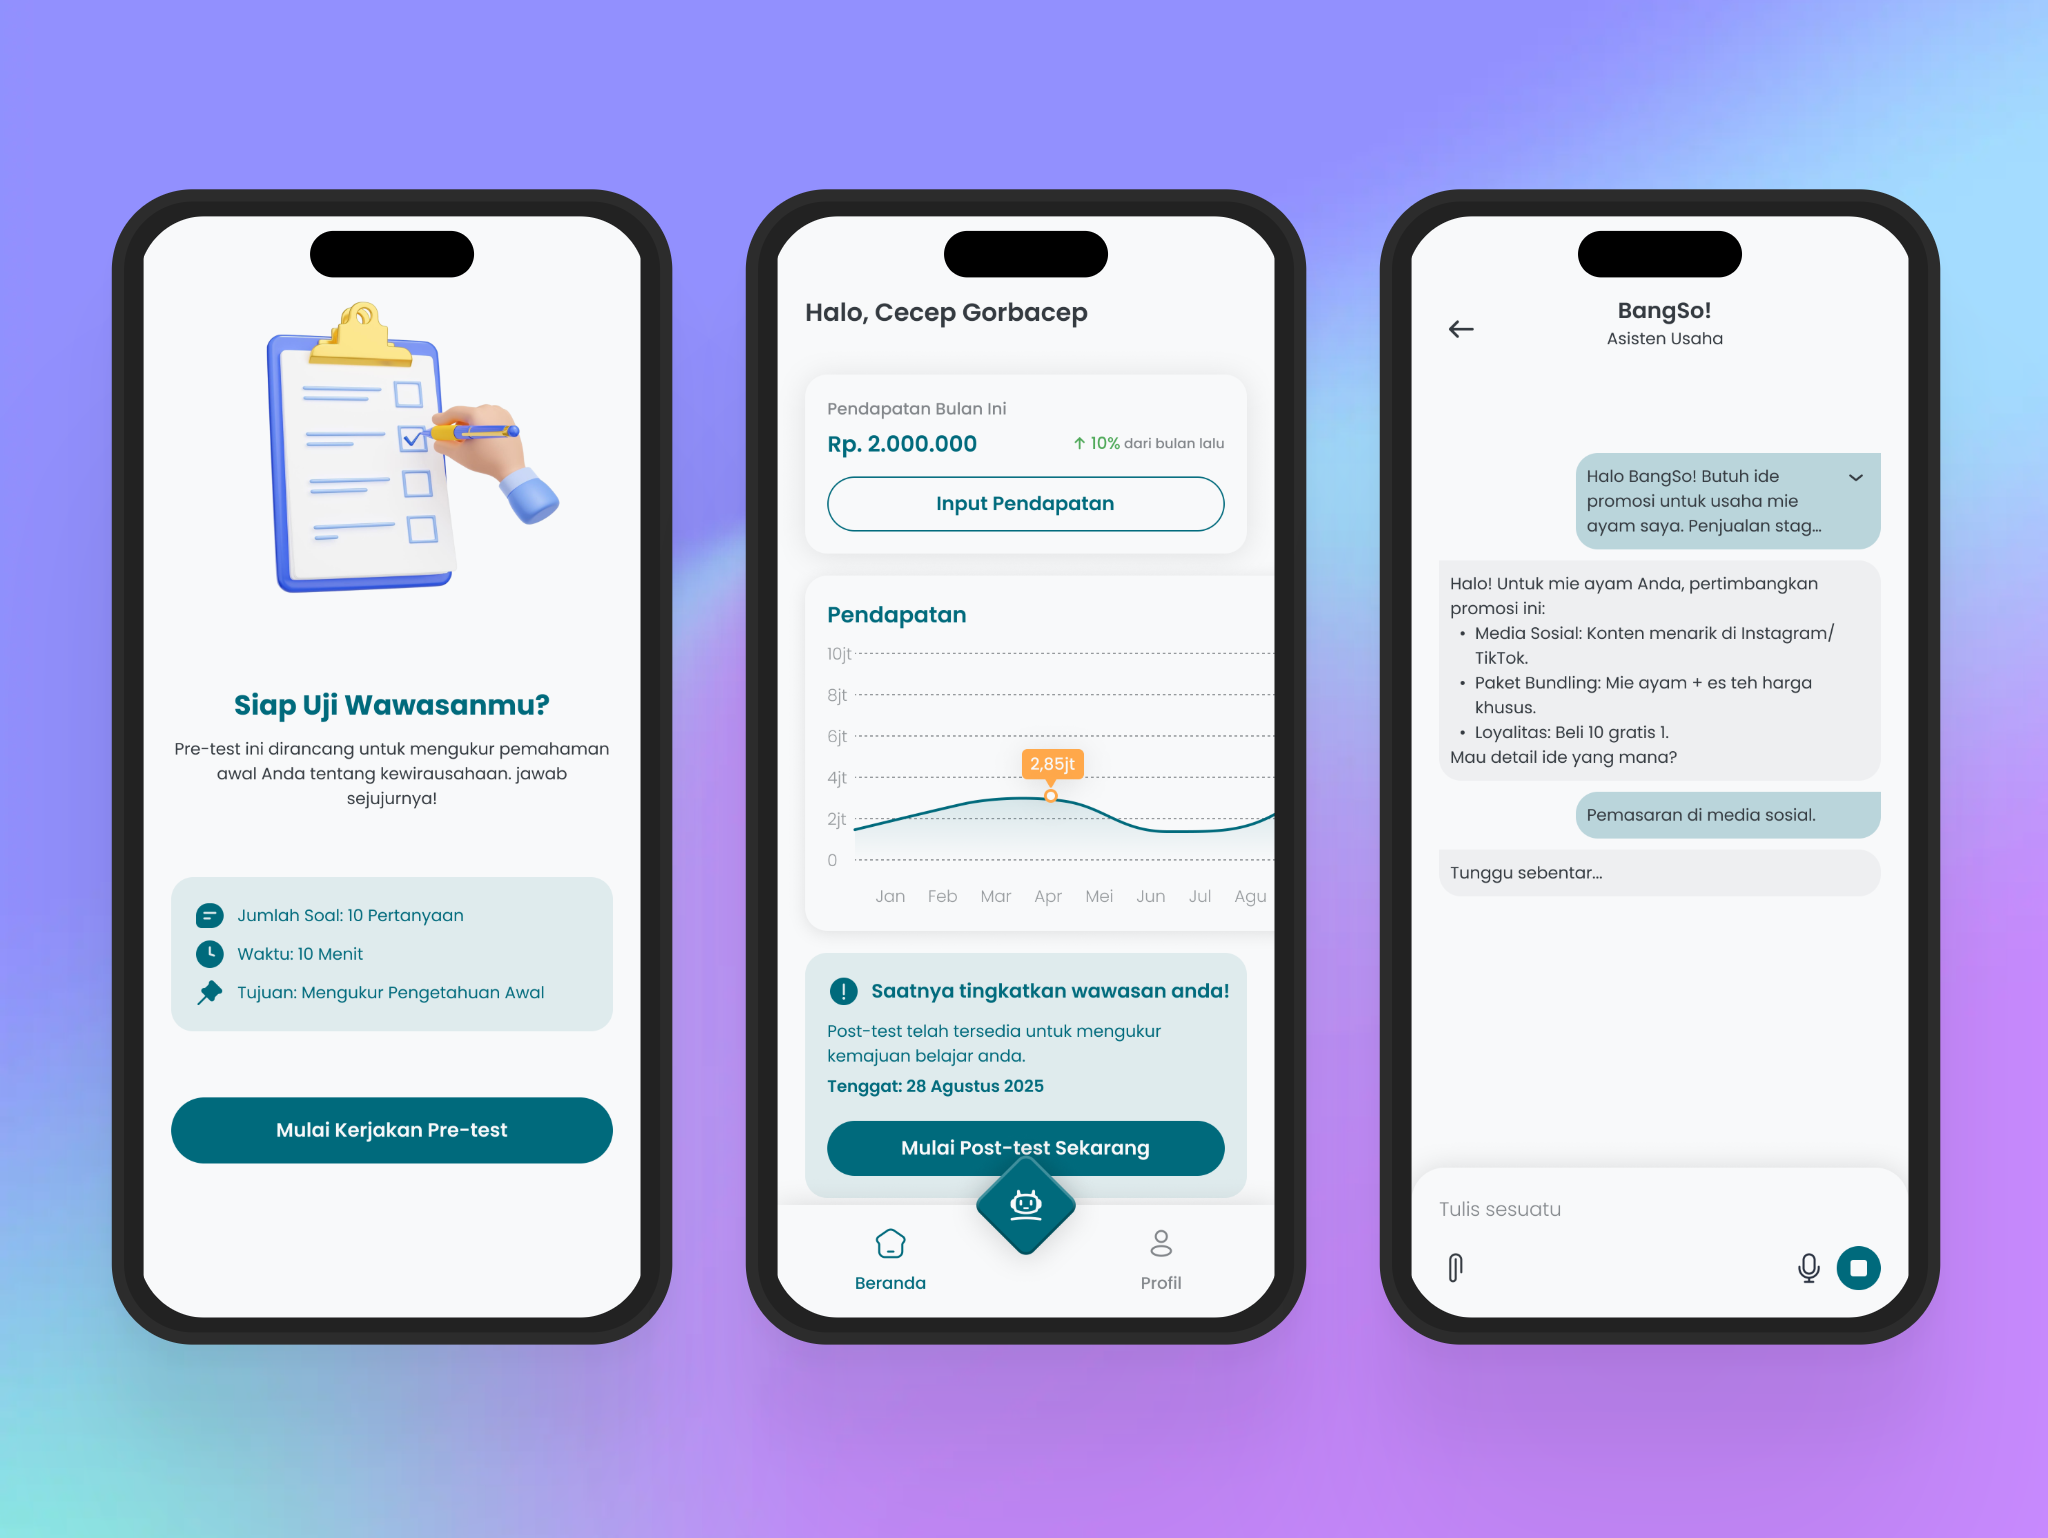 Siap Uji Wawasanmu?
Pre-test ini dirancang untuk mengukur pemahaman
awal Anda tentang kewirausahaan. jawab
sejujurnya!
Jumlah Soal: 10 Pertanyaan
Waktu: 10 Menit
Tujuan: Mengukur Pengetahuan Awal
Mulai Kerjakan Pre-test
Halo, Cecep Gorbacep
Pendapatan Bulan Ini
Rp. 2.000.000
↑ 10% dari bulan lalu
Input Pendapatan
Pendapatan
10jt
8jt
6jt
2,85jt
4jt
2jt
0
Jan Feb Mar Apr Mei Jun Jul Agu
Saatnya tingkatkan wawasan anda!
Post-test telah tersedia untuk mengukur
kemajuan belajar anda.
Tenggat: 28 Agustus 2025
Mulai Post-test Sekarang
Beranda
Profil
BangSo!
Asisten Usaha
Halo BangSo! Butuh ide
promosi untuk usaha mie
ayam saya. Penjualan stag...
Halo! Untuk mie ayam Anda, pertimbangkan
promosi ini:
• Media Sosial: Konten menarik di Instagram/
TikTok.
• Paket Bundling: Mie ayam + es teh harga
khusus.
• Loyalitas: Beli 10 gratis 1.
Mau detail ide yang mana?
Pemasaran di media sosial.
Tunggu sebentar...
Tulis sesuatu